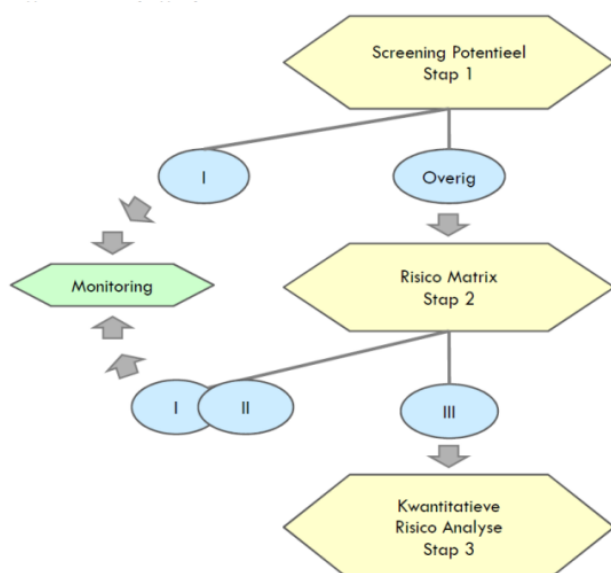 Screening Potentieel
Stap 1
I
Overig
Monitoring
Risico Matrix
Stap 2
I
II
III
Kwantitatieve
Risico Analyse
Stap 3